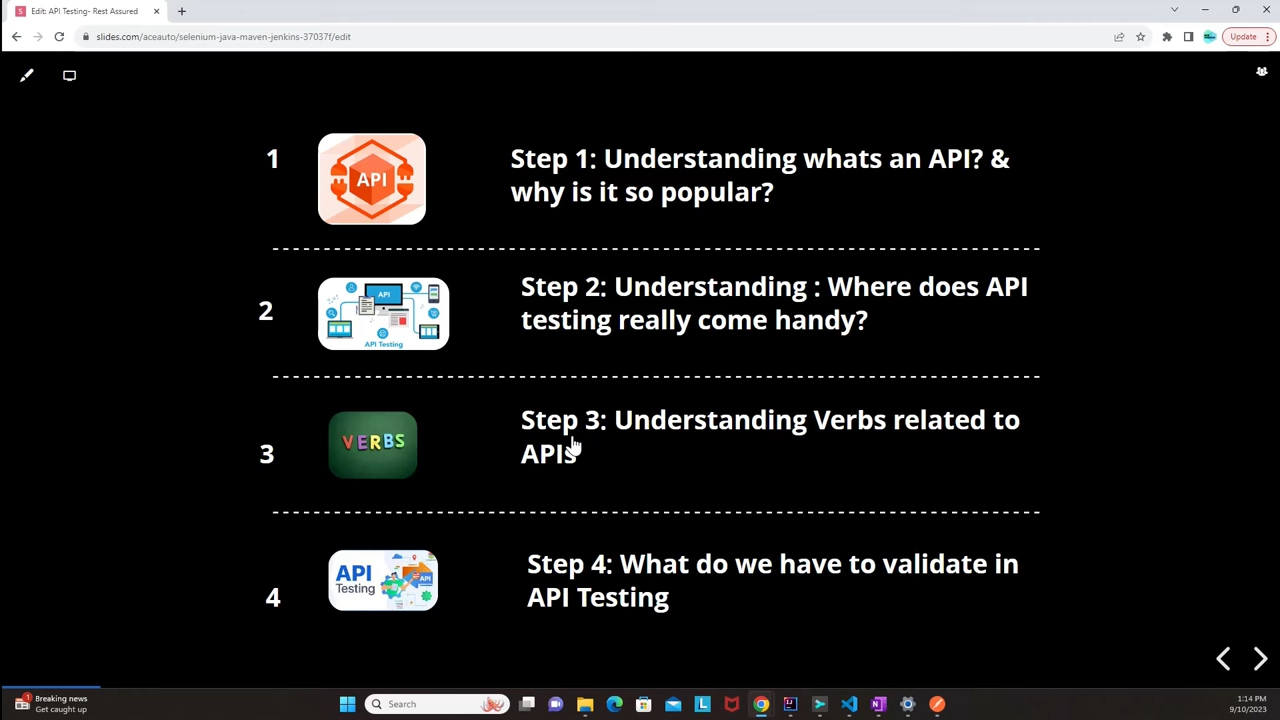 Edit: API Testing- Rest Assured
slides.com/aceauto/selenium-java-maven-jenkins-37037f/edit
Update
1
API
Step 1: Understanding whats an API? &
why is it so popular?
2
API
API Testing
Step 2: Understanding : Where does API
testing really come handy?
3
VERBS
Step 3: Understanding Verbs related to
APIs
4
API
Testing
API
Step 4: What do we have to validate in
API Testing
1
Breaking news
Get caught up
Search
1:14 PM
9/10/2023